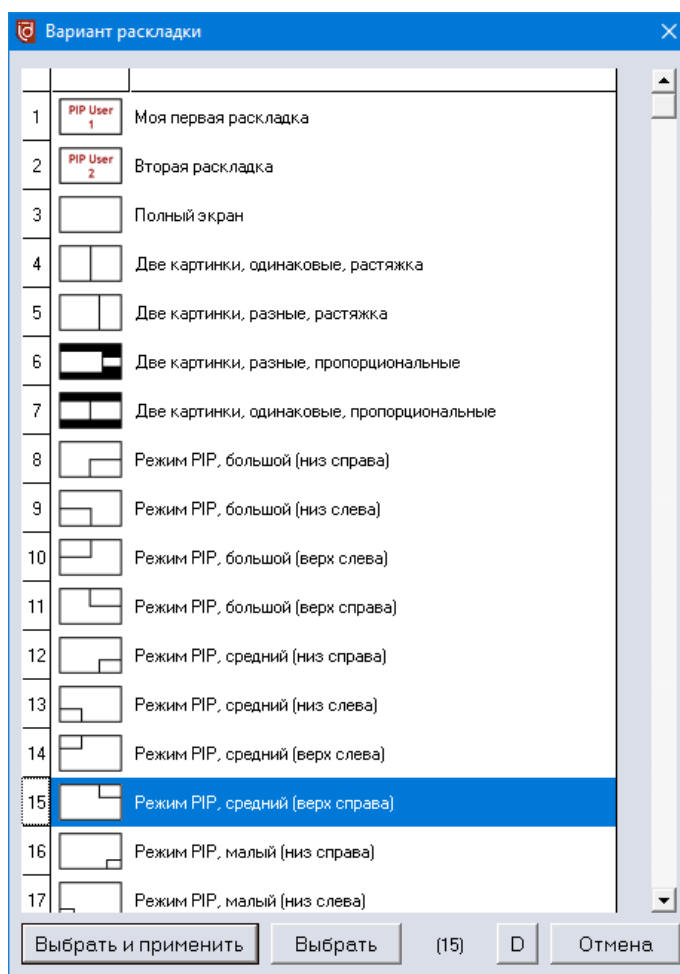 Вариант раскладки
1 PIP User 1 Моя первая раскладка
2 PIP User 2 Вторая раскладка
3 Полный экран
4 Две картинки, одинаковые, растяжка
5 Две картинки, разные, растяжка
6 Две картинки, разные, пропорциональные
7 Две картинки, одинаковые, пропорциональные
8 Режим PIP, большой (низ справа)
9 Режим PIP, большой (низ слева)
10 Режим PIP, большой (верх слева)
11 Режим PIP, большой (верх справа)
12 Режим PIP, средний (низ справа)
13 Режим PIP, средний (низ слева)
14 Режим PIP, средний (верх слева)
15 Режим PIP, средний (верх справа)
16 Режим PIP, малый (низ справа)
17 Режим PIP, малый (низ слева)
Выбрать и применить Выбрать (15) D Отмена